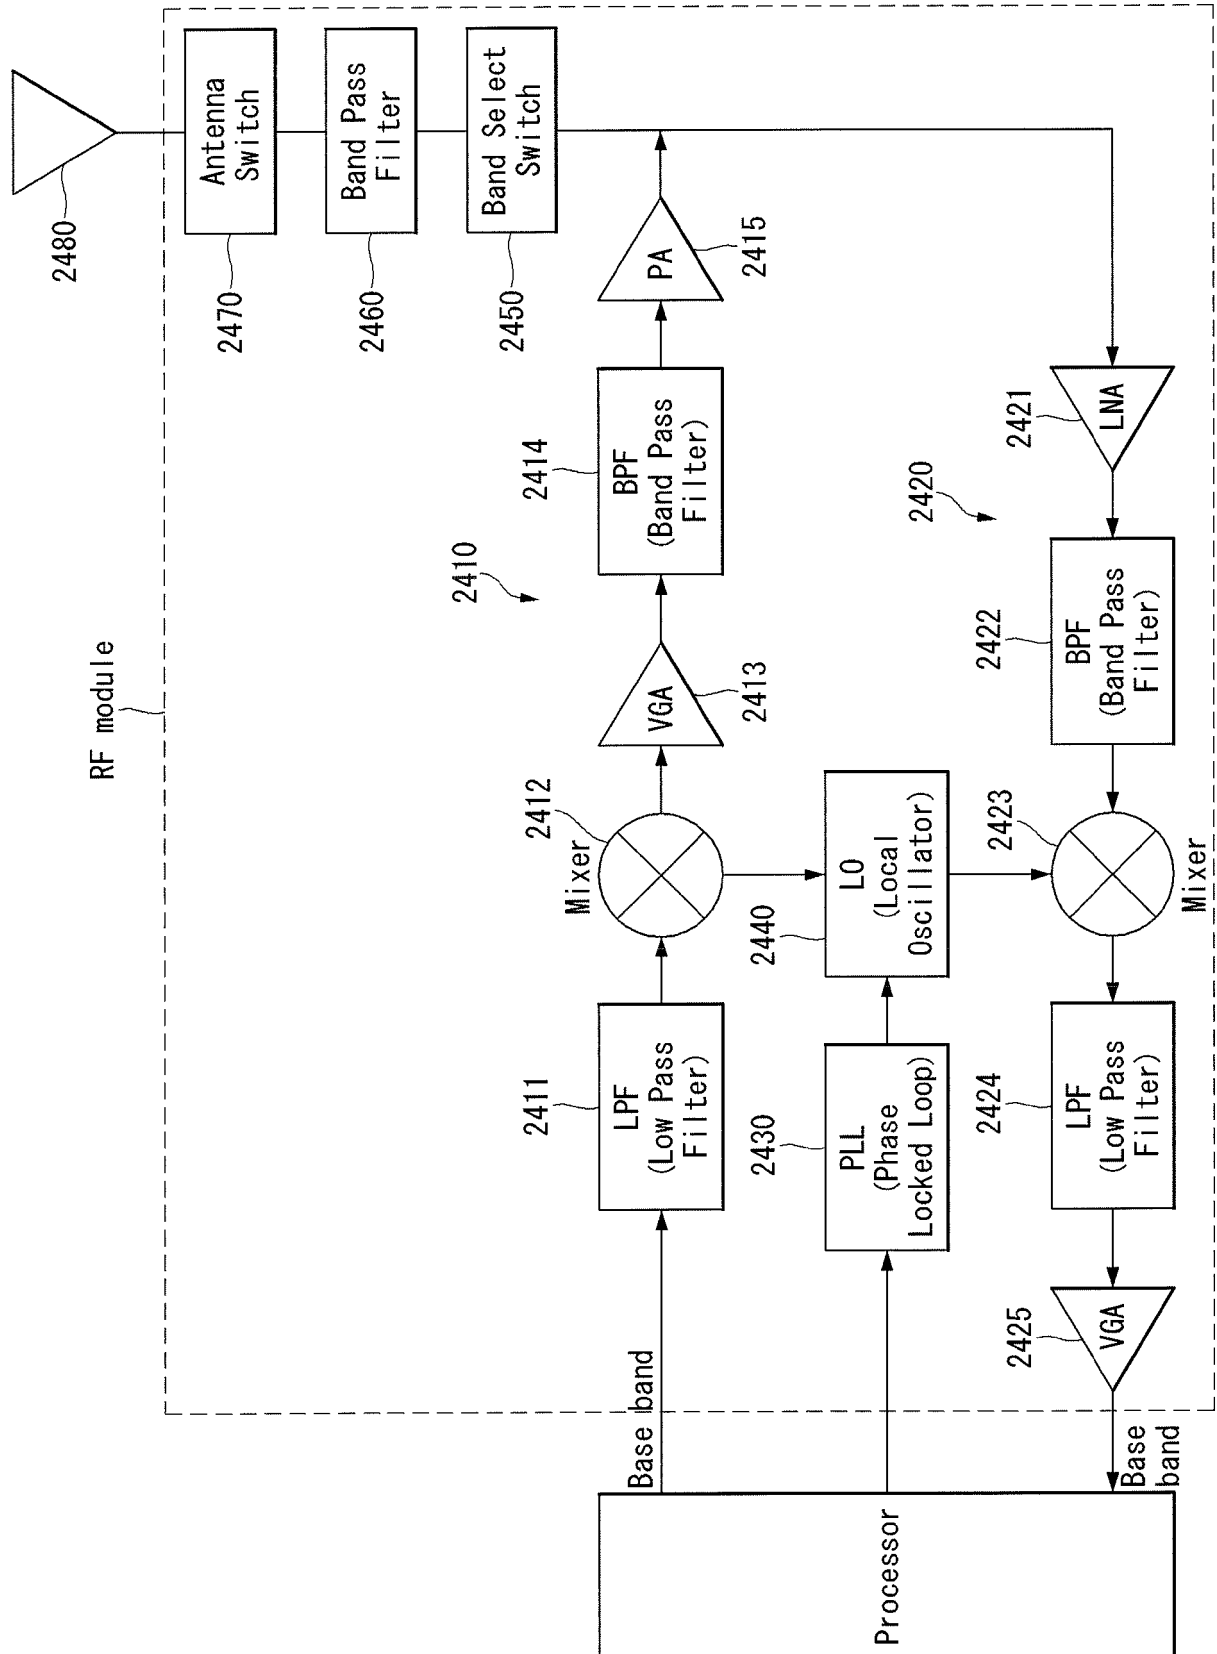 RF module
2480
Antenna
Switch
2470
Band Pass
Filter
2460
Band Select
Switch
2450
PA
2415
BPF
(Band Pass
Filter)
2414
2410
VGA
2413
Mixer
2412
LPF
(Low Pass
Filter)
2411
Base band
LO
(Local
Oscillator)
2440
PLL
(Phase
Locked Loop)
2430
LNA
2421
2420
BPF
(Band Pass
Filter)
2422
2423
Mixer
LPF
(Low Pass
Filter)
2424
VGA
2425
Base
band
Processor